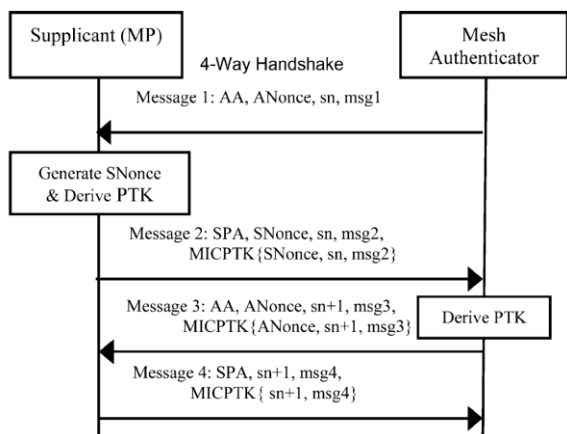 Supplicant (MP)
Mesh
Authenticator
4-Way Handshake
Message 1: AA, ANonce, sn, msg1
Generate SNonce
& Derive PTK
Message 2: SPA, SNonce, sn, msg2,
MICPTK{SNonce, sn, msg2}
Message 3: AA, ANonce, sn+1, msg3,
MICPTK{ANonce, sn+1, msg3}
Derive PTK
Message 4: SPA, sn+1, msg4,
MICPTK{ sn+1, msg4}